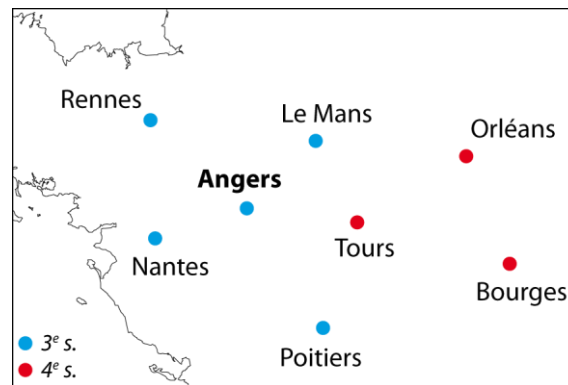 Rennes
Le Mans
Orléans
Angers
Nantes
Tours
Bourges
Poitiers
3e s.
4e s.